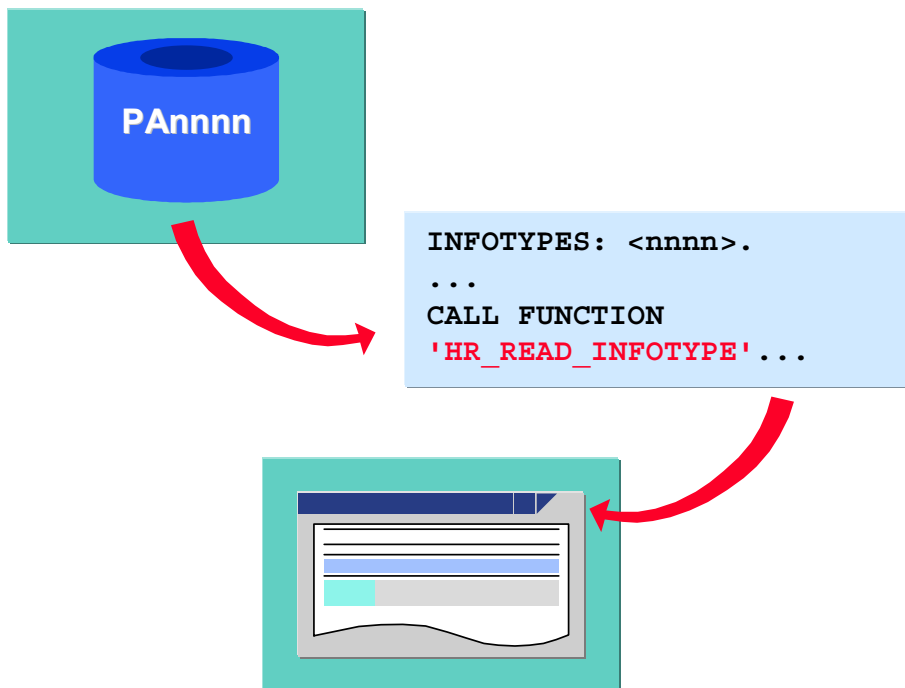 PAnnnn
INFOTYPES: <nnnn>.
...
CALL FUNCTION
'HR_READ_INFOTYPE'...